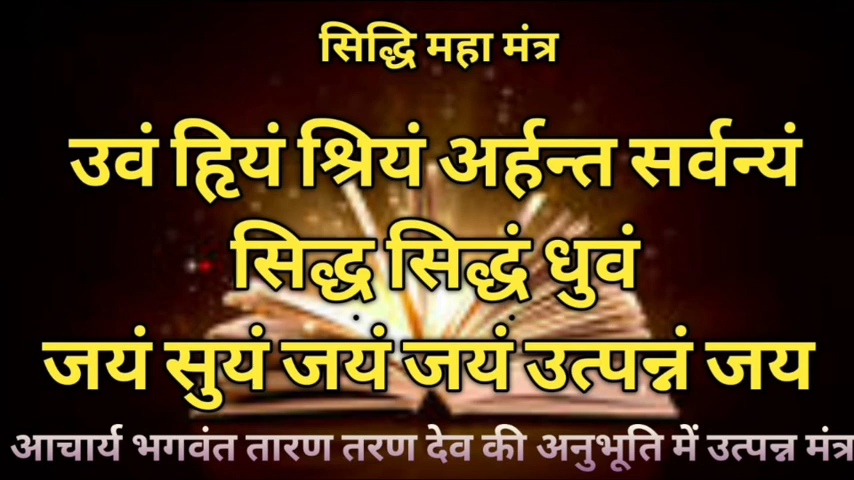 सिद्धि महा मंत्र
उवं ह्रियं श्रियं अर्हन्त सर्वन्यं
सिद्ध सिद्धं धुवं
जयं सुयं जयं जयं उत्पन्नं जय
आचार्य भगवंत तारण तरण देव की अनुभूति में उत्पन्न मंत्र